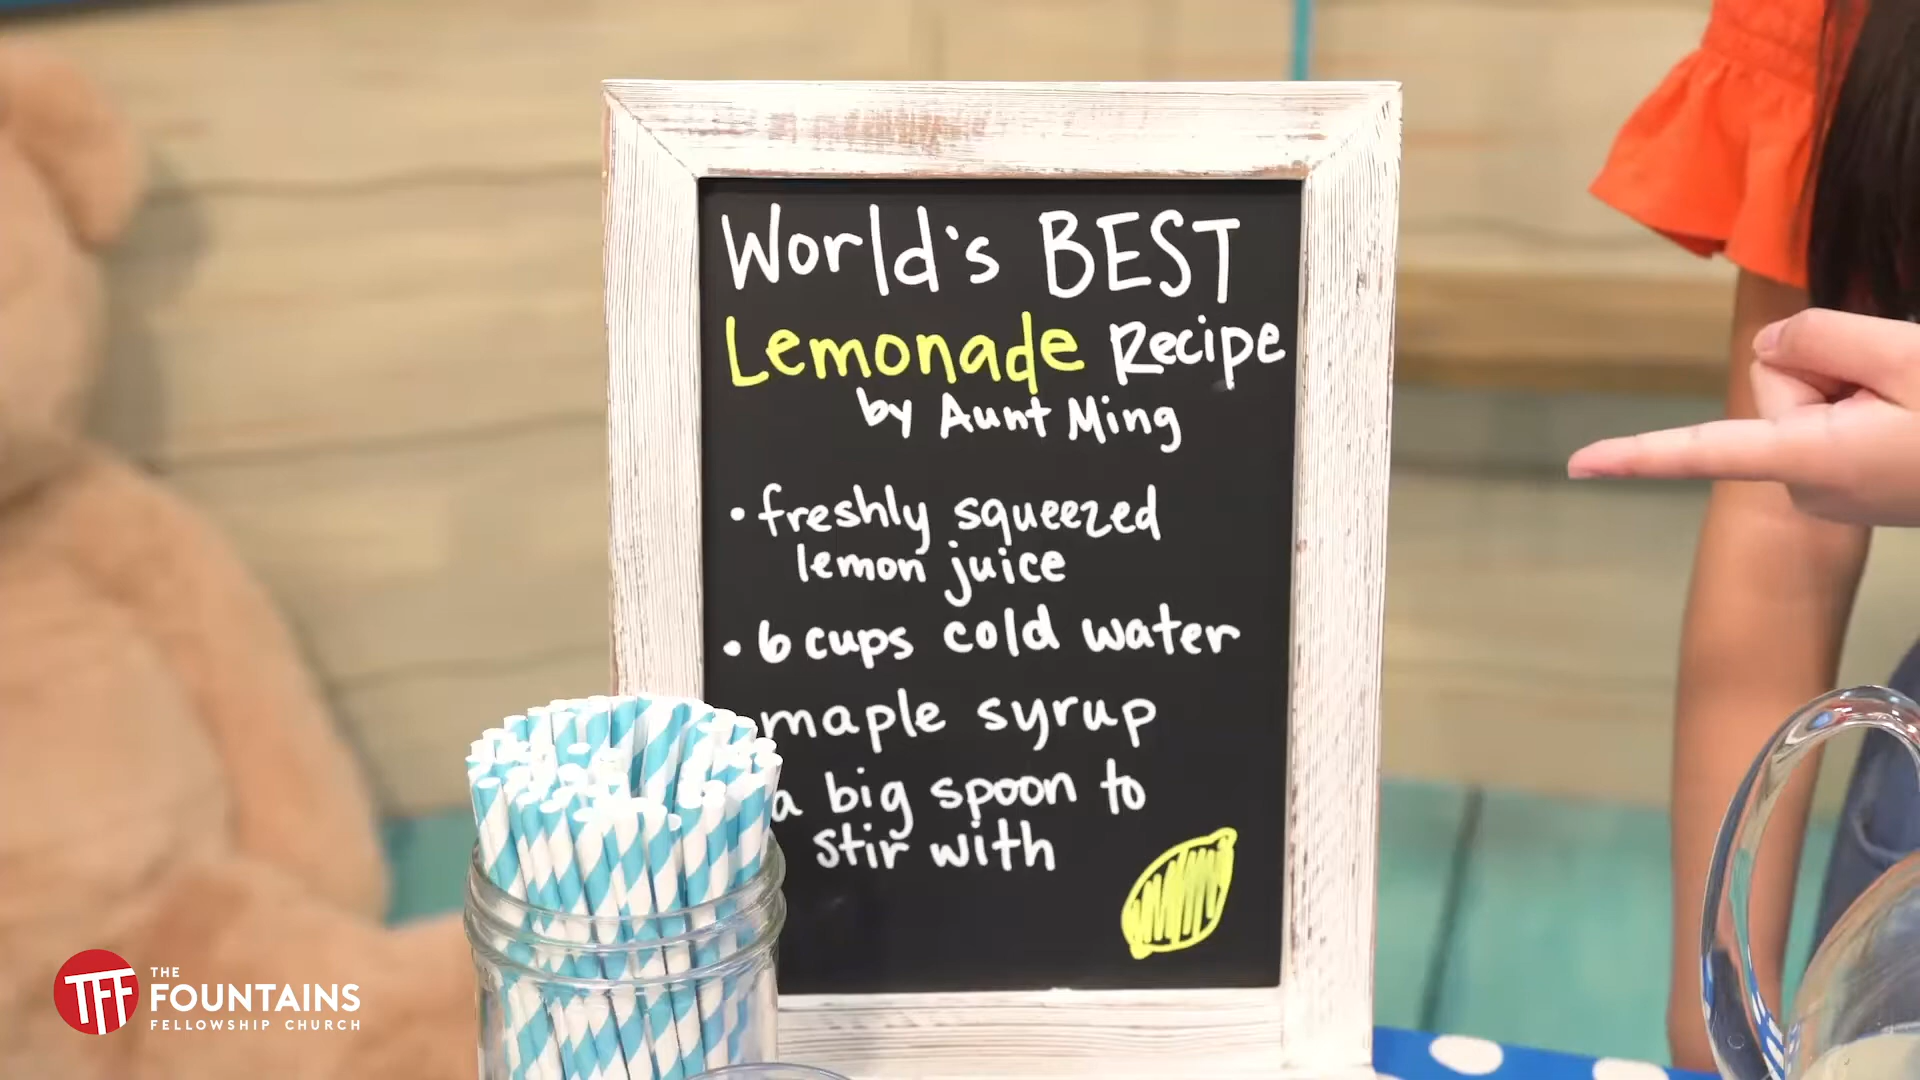 World's BEST
Lemonade Recipe
by Aunt Ming
• freshly squeezed
lemon juice
• 6 cups cold water
maple syrup
a big spoon to
stir with
TFF
THE
FOUNTAINS
FELLOWSHIP CHURCH